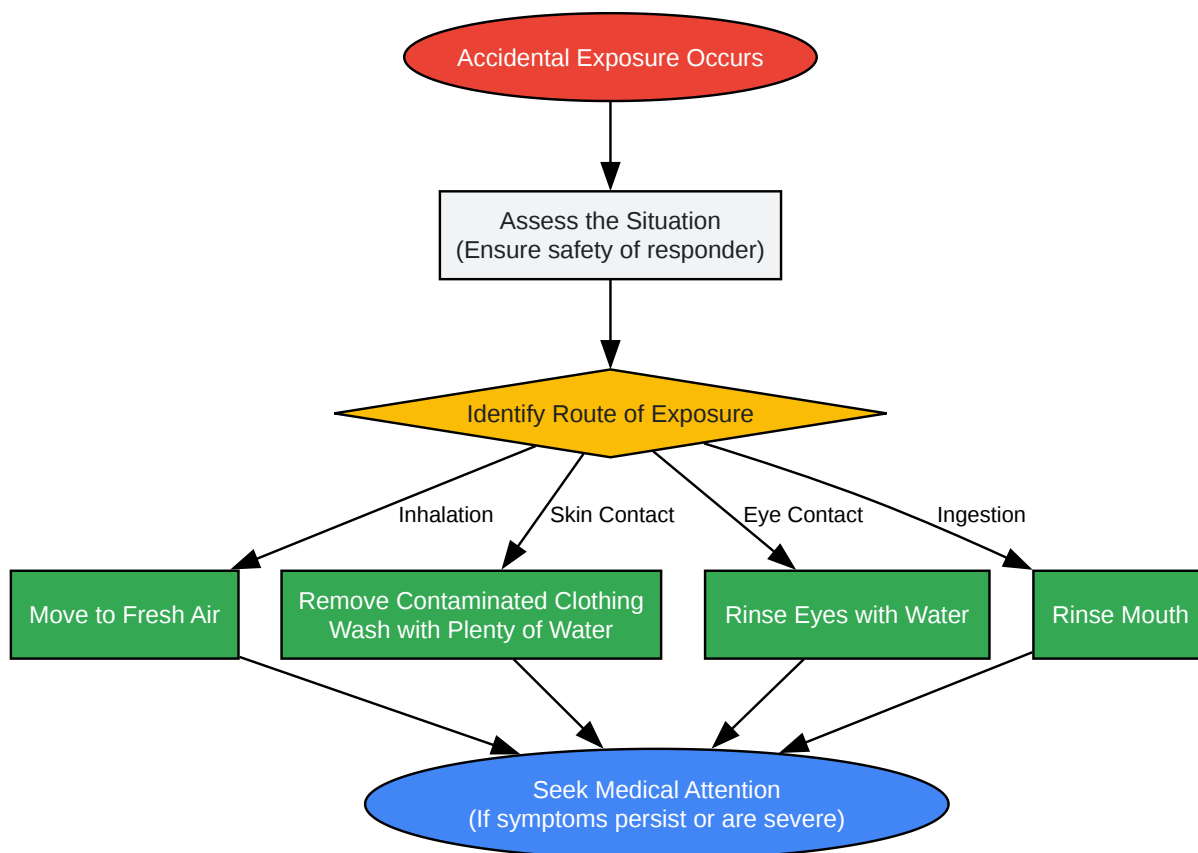 Accidental Exposure Occurs
Assess the Situation
(Ensure safety of responder)
Identify Route of Exposure
Inhalation
Skin Contact
Eye Contact
Ingestion
Move to Fresh Air
Remove Contaminated Clothing
Wash with Plenty of Water
Rinse Eyes with Water
Rinse Mouth
Seek Medical Attention
(If symptoms persist or are severe)